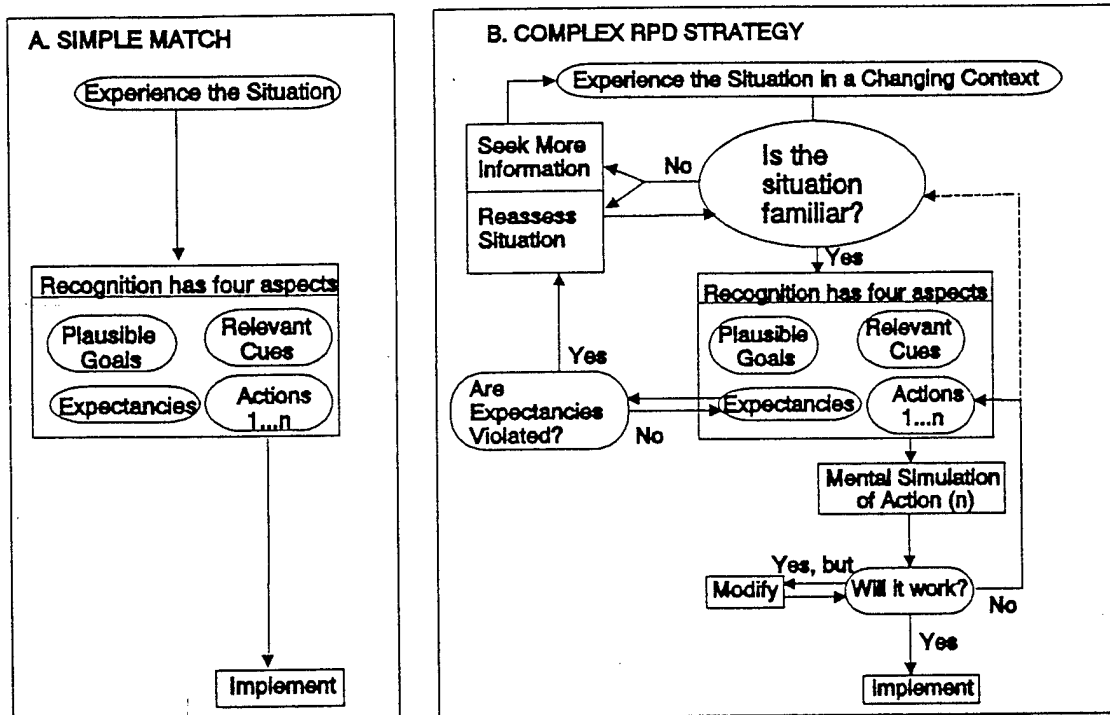 A. SIMPLE MATCH
Experience the Situation
Recognition has four aspects
Plausible
Goals
Relevant
Cues
Expectancies
Actions
1...n
Implement
B. COMPLEX RPD STRATEGY
Experience the Situation in a Changing Context
Seek More
Information
No
Is the
situation
familiar?
Reassess
Situation
Yes
Recognition has four aspects
Plausible
Goals
Relevant
Cues
Yes
Are
Expectancies
Violated?
No
Expectancies
Actions
1...n
Mental Simulation
of Action (n)
Yes, but
Modify
Will it work?
No
Yes
Implement